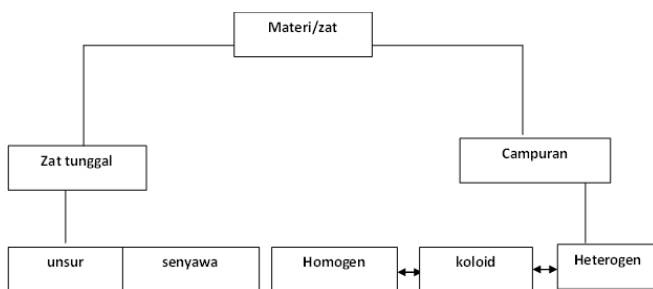 Materi/zat
Zat tunggal
Campuran
unsur
senyawa
Homogen
koloid
Heterogen